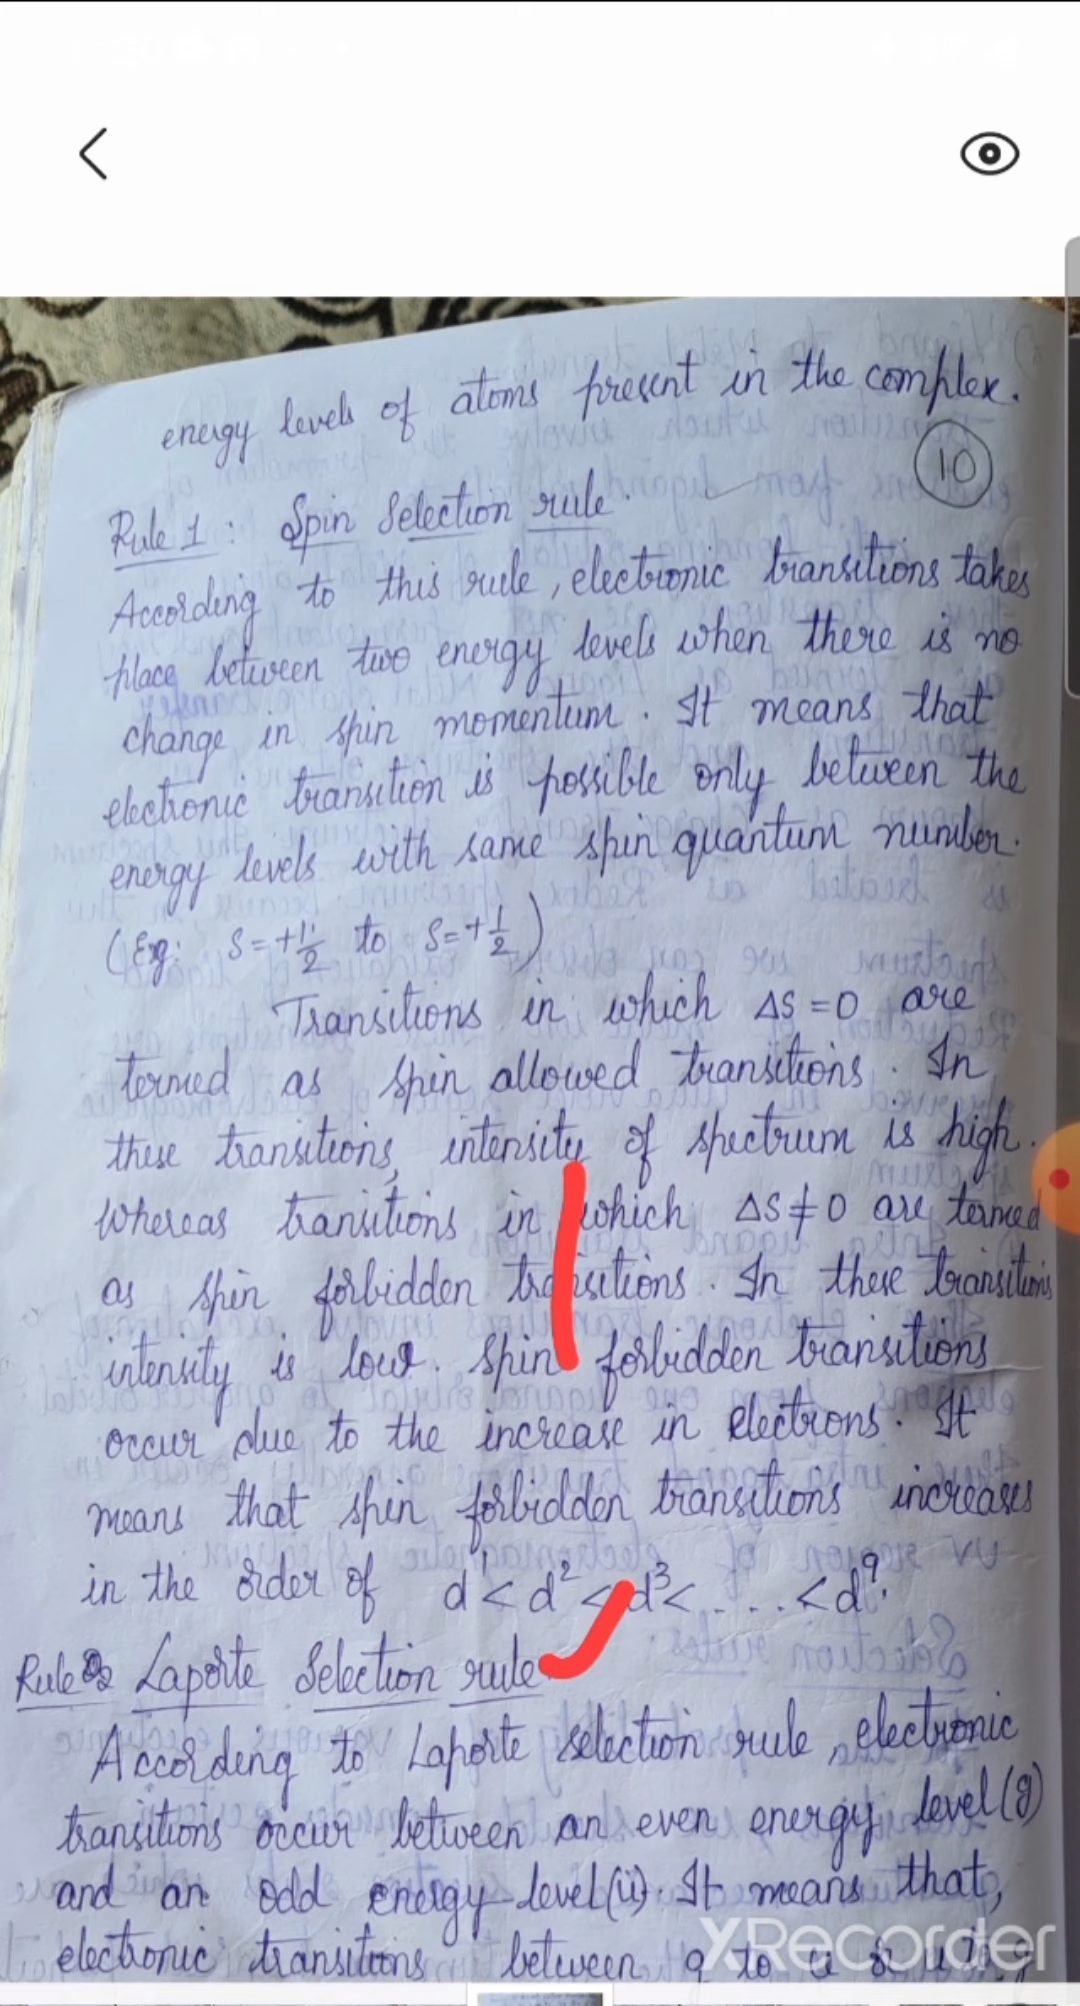 energy levels of atoms present in the complex.
10
Rule 1: Spin Selection rule.
According to this rule, electronic transitions takes
place between two energy levels when there is no
change in spin momentum. It means that
electronic transition is possible only between the
energy levels with same spin quantum number.
(Eg: S=+1/2 to S=+1/2)
Transitions in which ΔS=0 are
termed as spin allowed transitions. In
these transitions, intensity of spectrum is high.
Whereas transitions in which ΔS≠0 are termed
as spin forbidden transitions. In these transitions
intensity is low. Spin forbidden transitions
occur due to the increase in electrons. It
means that spin forbidden transitions increases
in the order of d¹<d²<d³<....<d⁹.
Rule 2 Laporte Selection rule
According to Laporte selection rule, electronic
transitions occur between an even energy level(g)
and an odd energy level(u). It means that,
electronic transitions between g to u & u to g
XRecorder